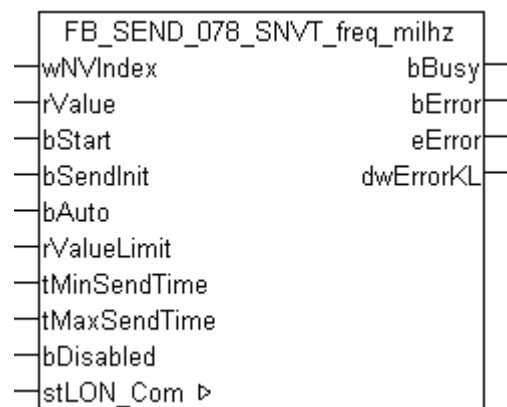 FB_SEND_078_SNVT_freq_milhz
wNVIndex bBusy
rValue bError
bStart eError
bSendInit dwErrorKL
bAuto
rValueLimit
tMinSendTime
tMaxSendTime
bDisabled
stLON_Com ▷